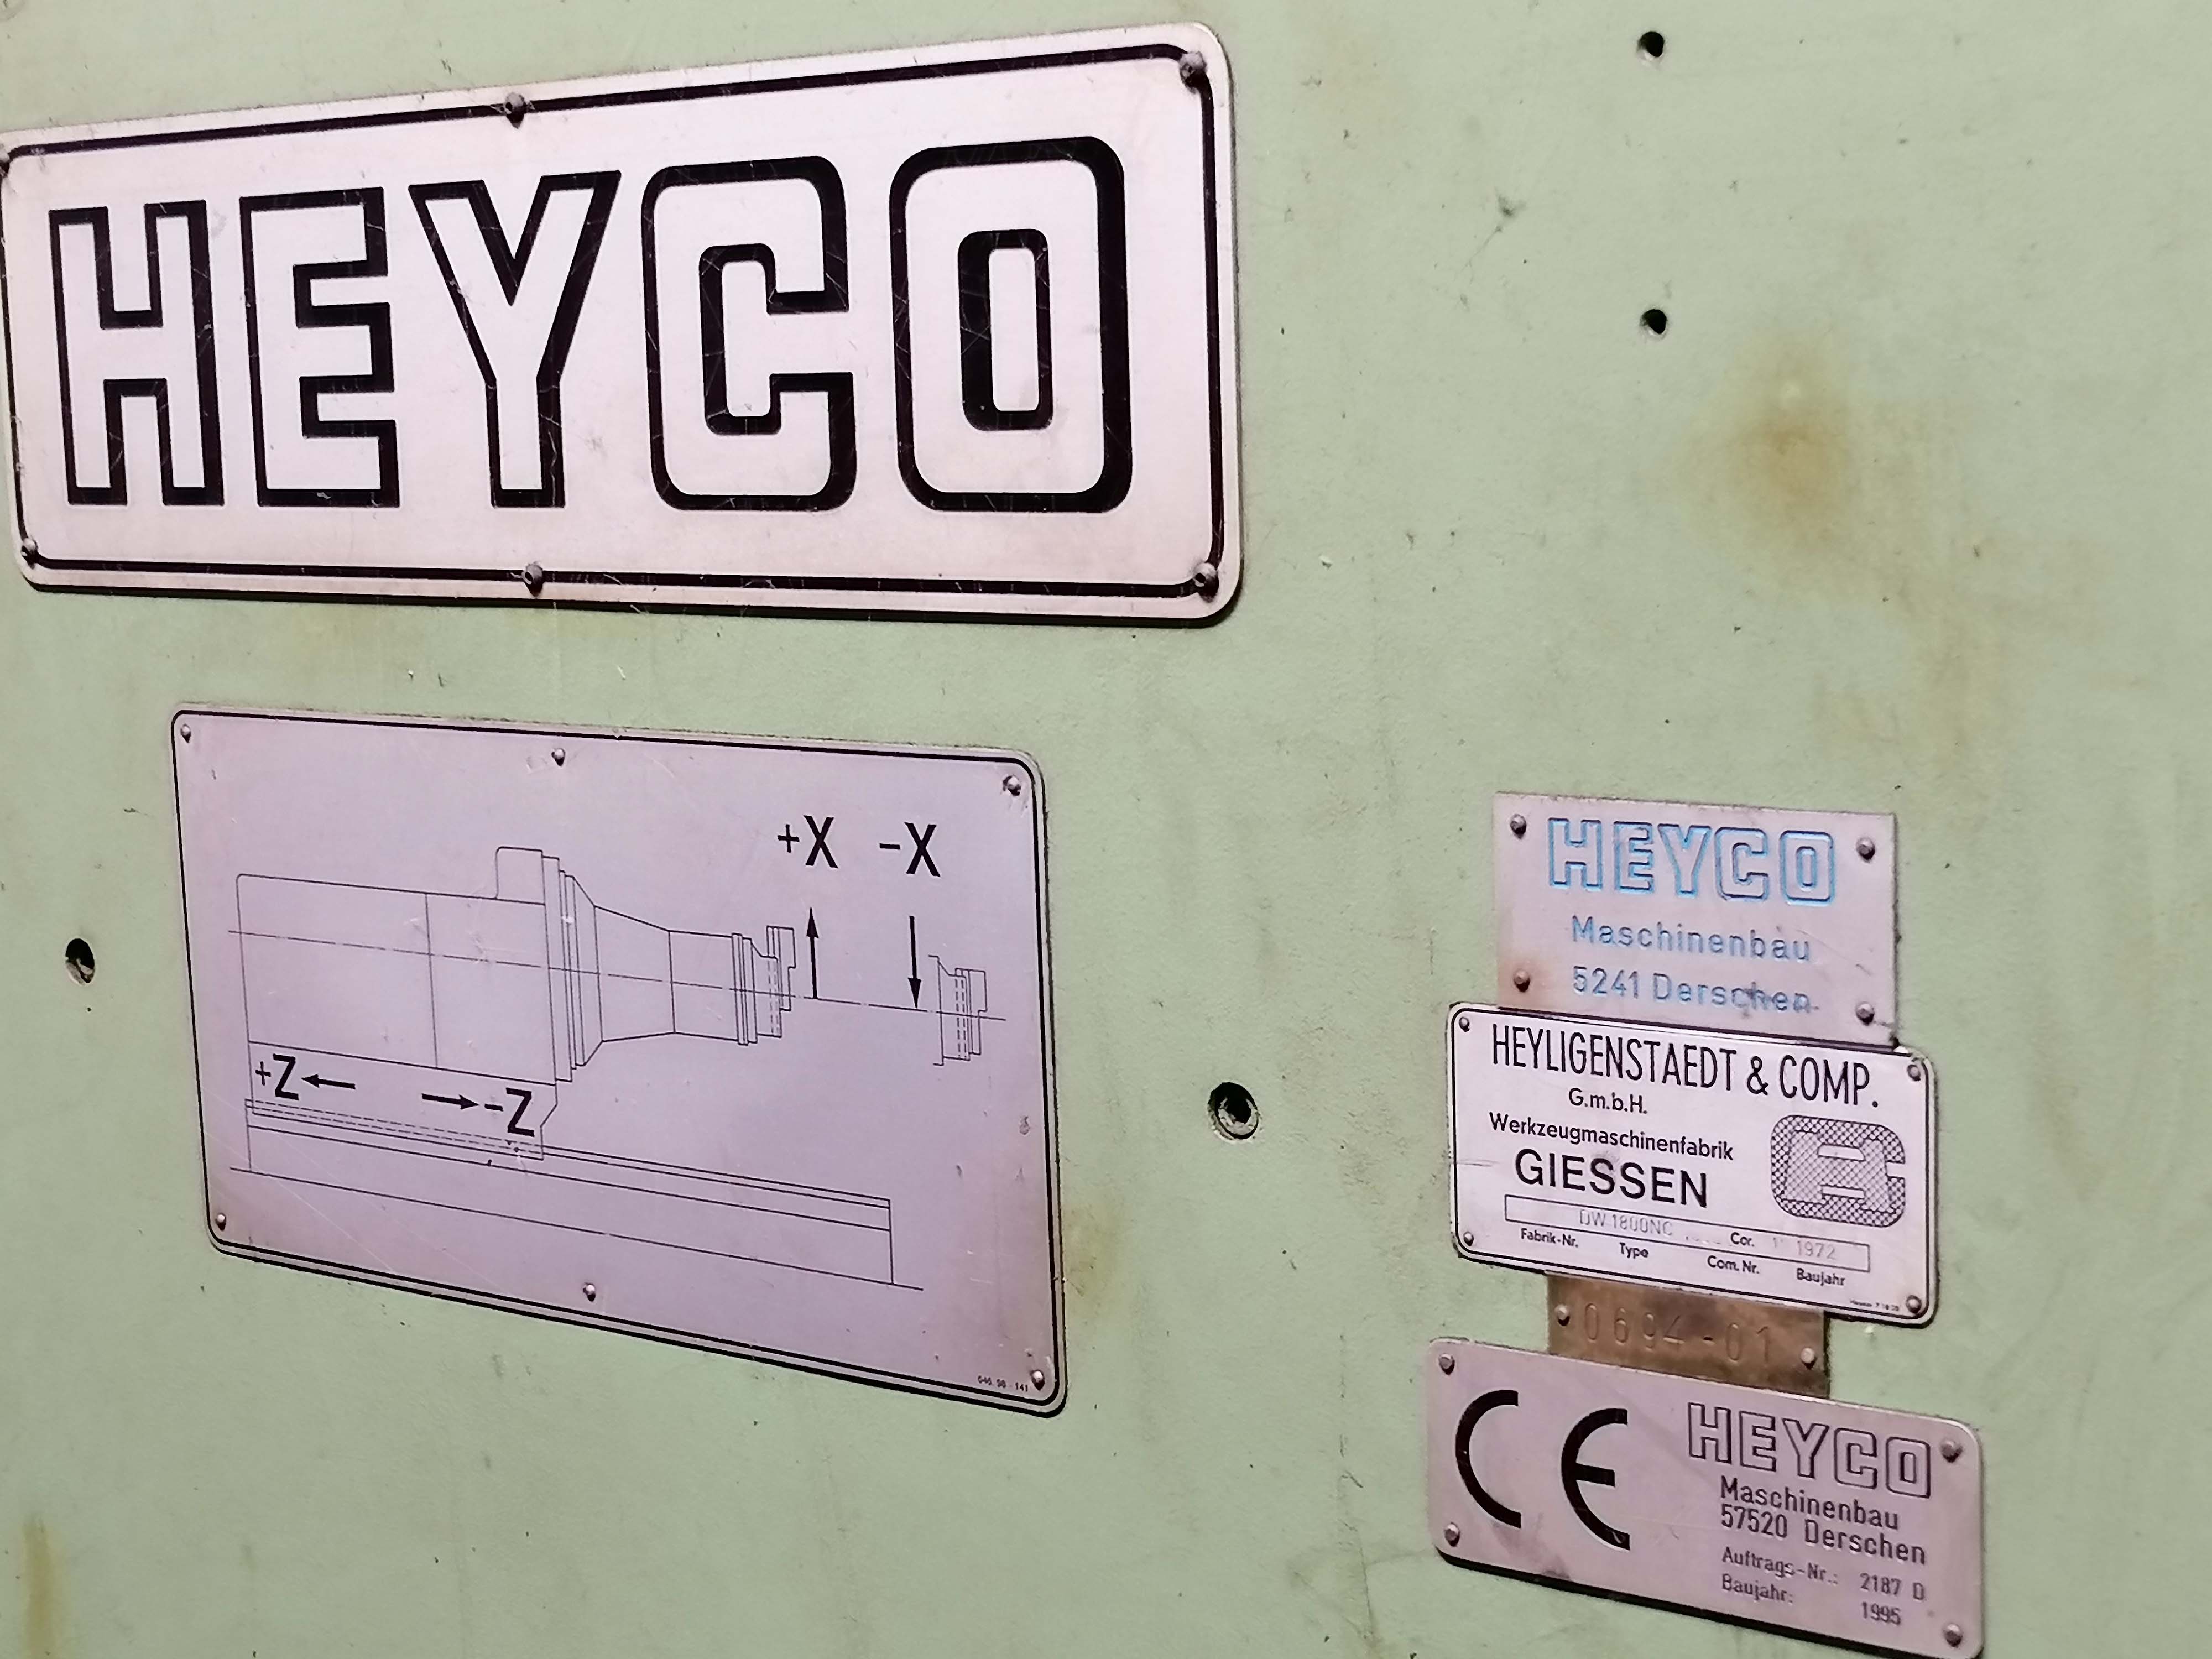 HEYCO
+X -X
+Z -Z
HEYCO
Maschinenbau
5241 Derschen
HEYLIGENSTAEDT & COMP.
G.m.b.H.
Werkzeugmaschinenfabrik
GIESSEN
DW 1800NC Cor. 1972
Fabrik-Nr. Type Com. Nr. Baujahr
0694-01
CE
HEYCO
Maschinenbau
57520 Derschen
Auftrags-Nr.: 2187 D
Baujahr: 1995